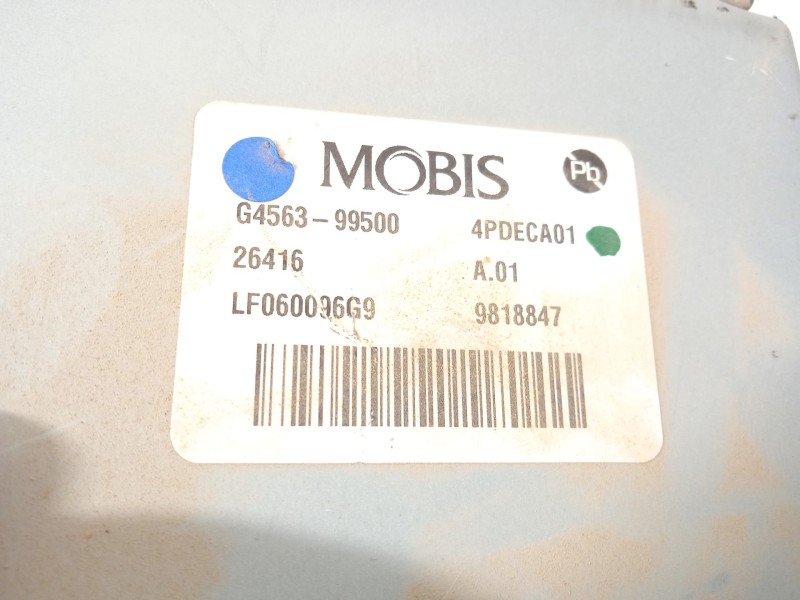 MOBIS Pb
G4563-99500 4PDECA01
26416 A.01
LF060096G9 9818847